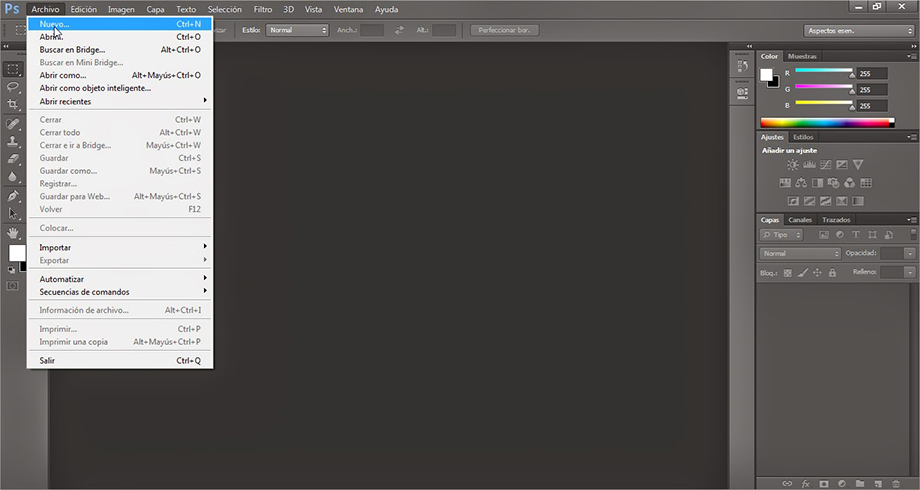 Ps Archivo Edición Imagen Capa Texto Selección Filtro 3D Vista Ventana Ayuda
Estilo: Normal Anch.: Alt.: Perfeccionar bor... Aspectos esen.
Nuevo... Ctrl+N
Abrir... Ctrl+O
Buscar en Bridge... Alt+Ctrl+O
Buscar en Mini Bridge...
Abrir como... Alt+Mayús+Ctrl+O
Abrir como objeto inteligente...
Abrir recientes
Cerrar Ctrl+W
Cerrar todo Alt+Ctrl+W
Cerrar e ir a Bridge... Mayús+Ctrl+W
Guardar Ctrl+S
Guardar como... Mayús+Ctrl+S
Registrar...
Guardar para Web... Alt+Mayús+Ctrl+S
Volver F12
Colocar...
Importar
Exportar
Automatizar
Secuencias de comandos
Información de archivo... Alt+Ctrl+I
Imprimir... Ctrl+P
Imprimir una copia Alt+Mayús+Ctrl+P
Salir Ctrl+Q
Color Muestras
R 255
G 255
B 255
Ajustes Estilos
Añadir un ajuste
Capas Canales Trazados
Tipo
Normal Opacidad:
Bloq.: Relleno:
fx